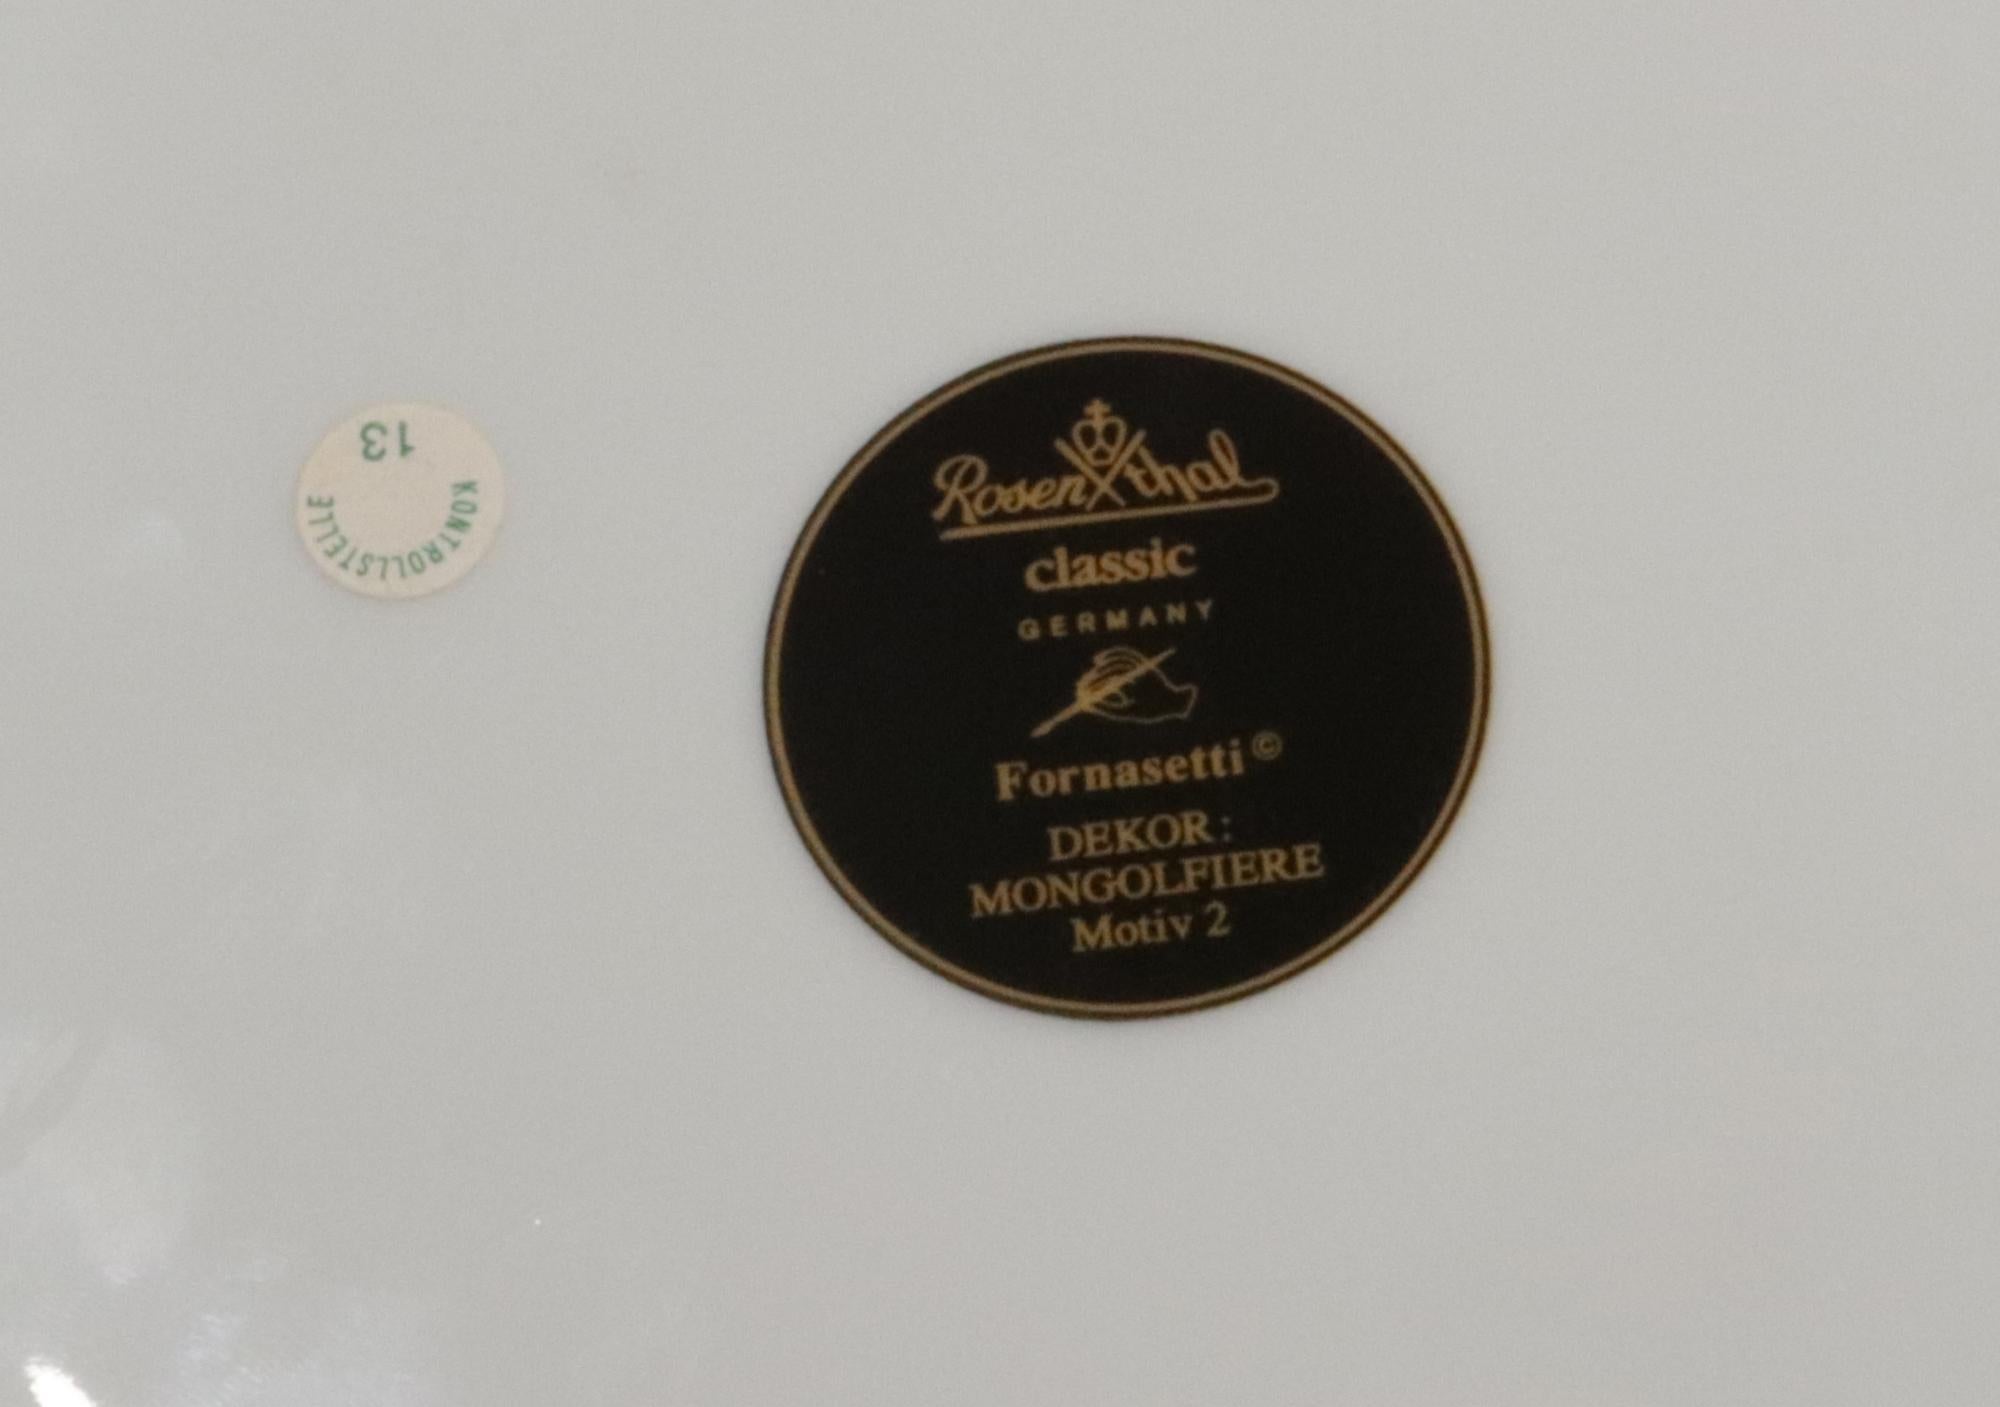 13
KONTROLLSTELLE
Rosenthal
classic
GERMANY
Fornasetti©
DEKOR:
MONGOLFIERE
Motiv 2